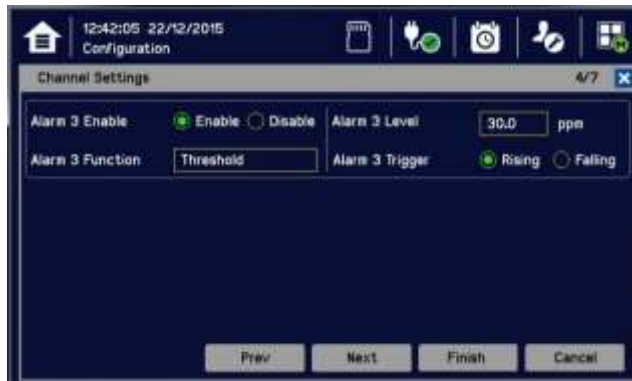 12:42:05 22/12/2015
Configuration
Channel Settings 4/7
Alarm 3 Enable Enable Disable Alarm 3 Level 30.0 ppm
Alarm 3 Function Threshold Alarm 3 Trigger Rising Falling
Prev Next Finish Cancel